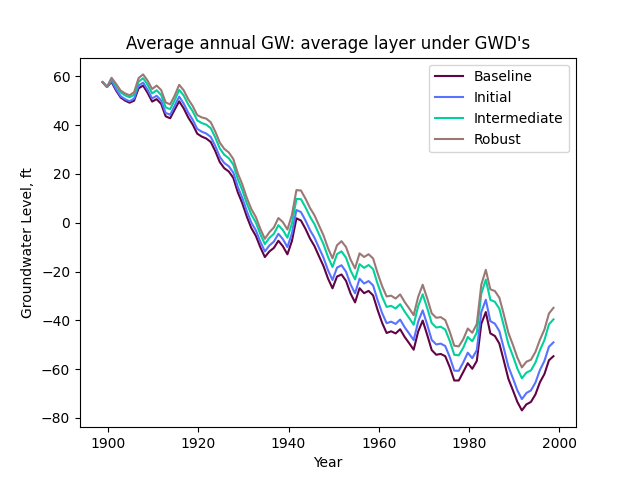 Average annual GW: average layer under GWD's
Baseline
Initial
Intermediate
Robust
Groundwater Level, ft
60
40
20
0
−20
−40
−60
−80
1900 1920 1940 1960 1980 2000
Year